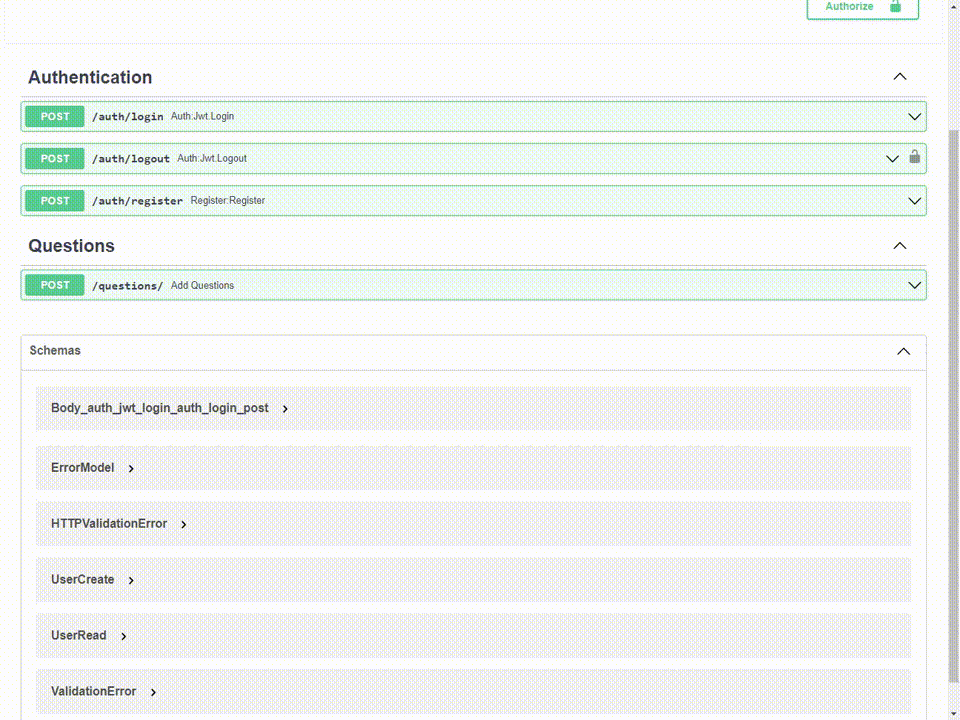 Authorize
Authentication
POST /auth/login Auth:Jwt.Login
POST /auth/logout Auth:Jwt.Logout
POST /auth/register Register:Register
Questions
POST /questions/ Add Questions
Schemas
Body_auth_jwt_login_auth_login_post
ErrorModel
HTTPValidationError
UserCreate
UserRead
ValidationError